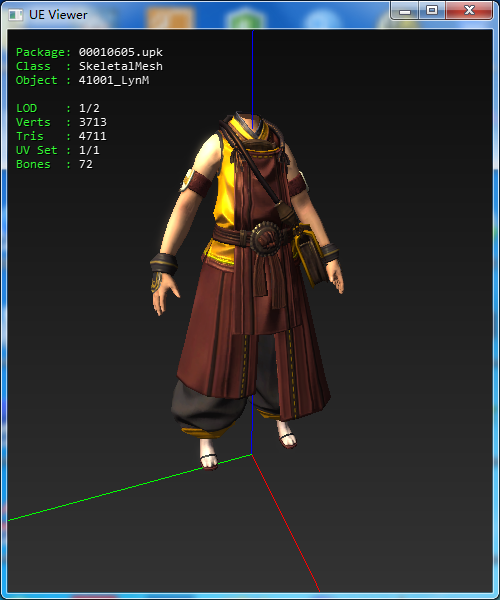 UE Viewer
Package: 00010605.upk
Class : SkeletalMesh
Object : 41001_LynM
LOD : 1/2
Verts : 3713
Tris : 4711
UV Set : 1/1
Bones : 72